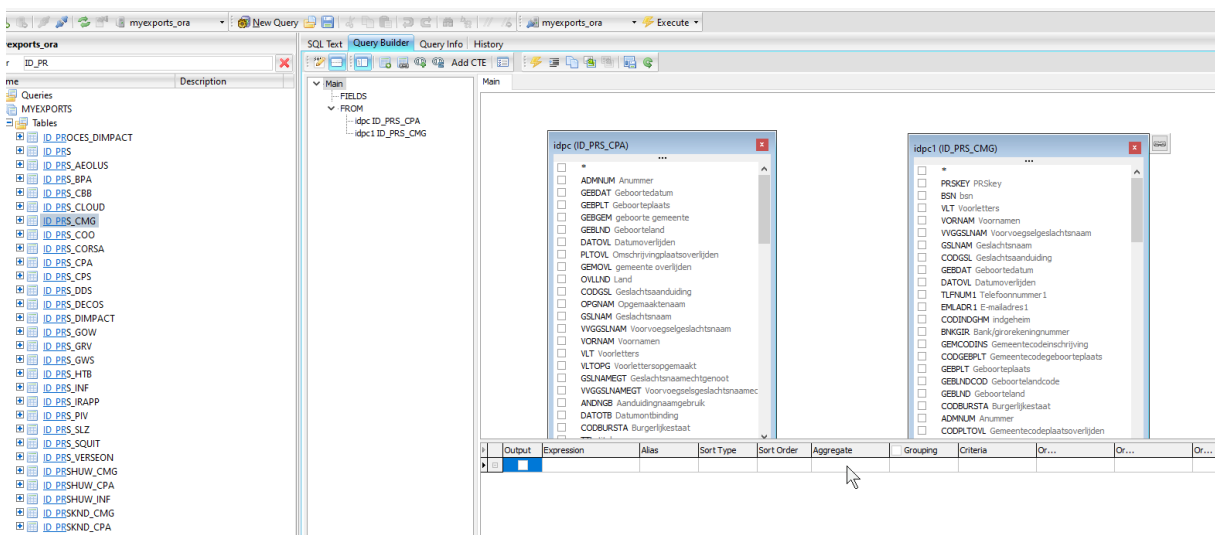 myexports_ora New Query myexports_ora Execute
exports_ora
ID_PR
me Description
Queries
MYEXPORTS
Tables
ID_PROCES_DIMPACT
ID_PRS
ID_PRS_AEOLUS
ID_PRS_BPA
ID_PRS_CBB
ID_PRS_CLOUD
ID_PRS_CMG
ID_PRS_COO
ID_PRS_CORSA
ID_PRS_CPA
ID_PRS_CPS
ID_PRS_DDS
ID_PRS_DECOS
ID_PRS_DIMPACT
ID_PRS_GOW
ID_PRS_GRV
ID_PRS_GWS
ID_PRS_HTB
ID_PRS_INF
ID_PRS_IRAPP
ID_PRS_PIV
ID_PRS_SLZ
ID_PRS_SQUIT
ID_PRS_VERSEON
ID_PRSHUW_CMG
ID_PRSHUW_CPA
ID_PRSHUW_INF
ID_PRSKND_CMG
ID_PRSKND_CPA
SQL Text Query Builder Query Info History
Add CTE
Main
FIELDS
FROM
idpc ID_PRS_CPA
idpc1 ID_PRS_CMG
Main
idpc (ID_PRS_CPA)
...
*
ADMNUM Anummer
GEBDAT Geboortedatum
GEBPLT Geboorteplaats
GEBGEM geboorte gemeente
GEBLND Geboorteland
DATOVL Datumoverlijden
PLTOVL Omschrijvingplaatsoverlijden
GEMOVL gemeente overlijden
OVLLND Land
CODGSL Geslachtsaanduiding
OPGNAM Opgemaaktenaam
GSLNAM Geslachtsnaam
VVGGSLNAM Voorvoegselgeslachtsnaam
VORNAM Voornamen
VLT Voorletters
VLTOPG Voorlettersopgemaakt
GSLNAMEGT Geslachtsnaamechtgenoot
VVGGSLNAMEGT Voorvoegselsgeslachtsnaamec
ANDNGB Aanduidingnaamgebruik
DATOTB Datumontbinding
CODBURSTA Burgerlijkestaat
idpc1 (ID_PRS_CMG)
...
*
PRSKEY PRSkey
BSN bsn
VLT Voorletters
VORNAM Voornamen
VVGGSLNAM Voorvoegselgeslachtsnaam
GSLNAM Geslachtsnaam
CODGSL Geslachtsaanduiding
GEBDAT Geboortedatum
DATOVL Datumoverlijden
TLFNUM1 Telefoonnummer1
EMLADR1 E-mailadres1
CODINDGHM indgeheim
BNKGIR Bank/girorekeningnummer
GEMCODINS Gemeentecodeinschrijving
CODGEBPLT Gemeentecodegeboorteplaats
GEBPLT Geboorteplaats
GEBLNDCOD Geboortelandcode
GEBLND Geboorteland
CODBURSTA Burgerlijkestaat
ADMNUM Anummer
CODPLTOVL Gemeentecodeplaatsoverlijden
Output Expression Alias Sort Type Sort Order Aggregate Grouping Criteria Or... Or... Or...